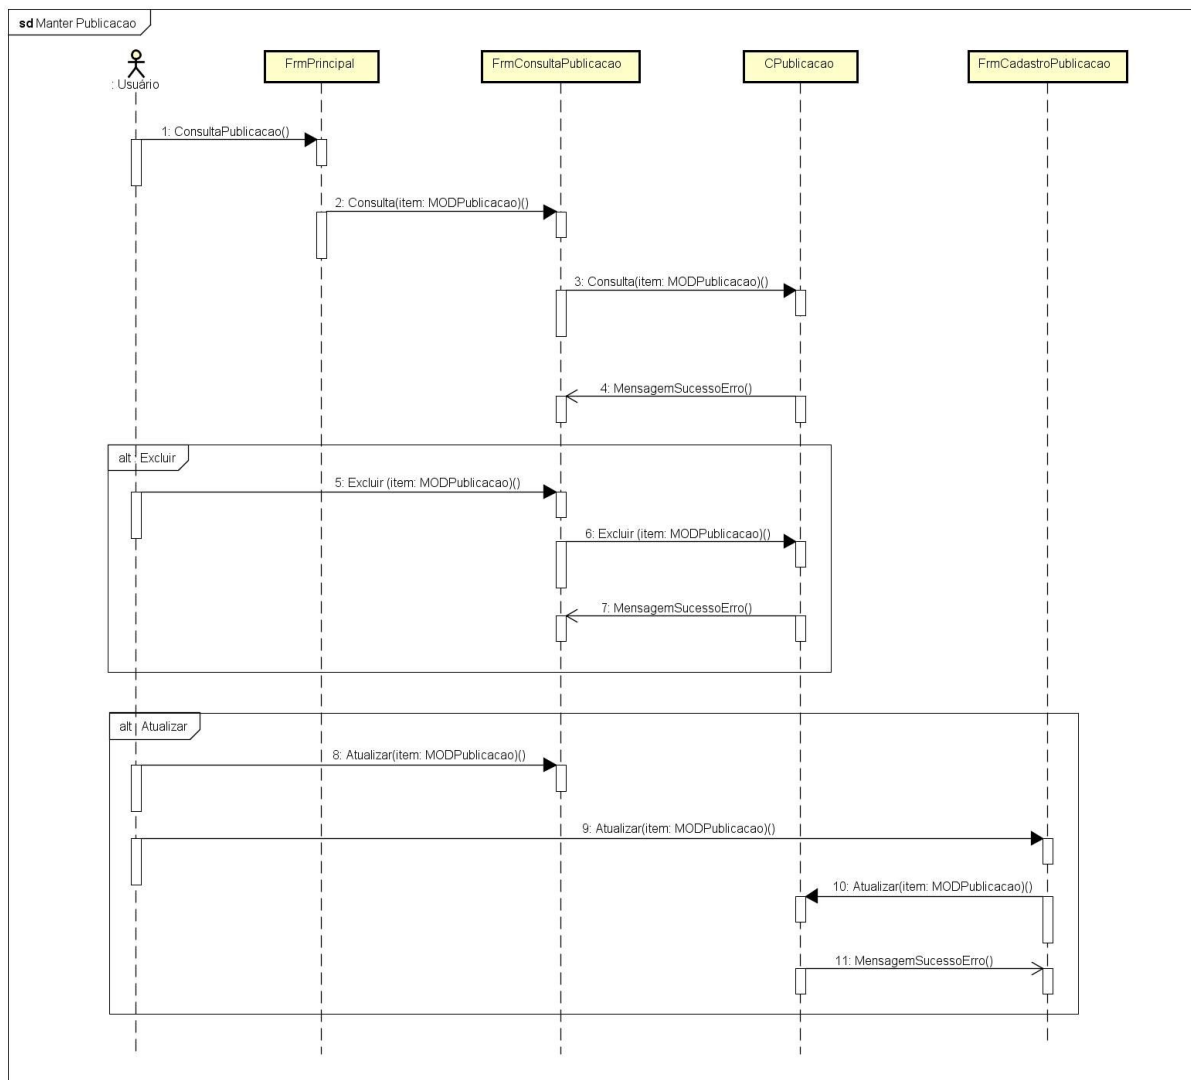 sd Manter Publicacao
: Usuário
FrmPrincipal
FrmConsultaPublicacao
CPublicacao
FrmCadastroPublicacao
1: ConsultaPublicacao()
2: Consulta(item: MODPublicacao)()
3: Consulta(item: MODPublicacao)()
4: MensagemSucessoErro()
alt Excluir
5: Excluir (item: MODPublicacao)()
6: Excluir (item: MODPublicacao)()
7: MensagemSucessoErro()
alt Atualizar
8: Atualizar(item: MODPublicacao)()
9: Atualizar(item: MODPublicacao)()
10: Atualizar(item: MODPublicacao)()
11: MensagemSucessoErro()